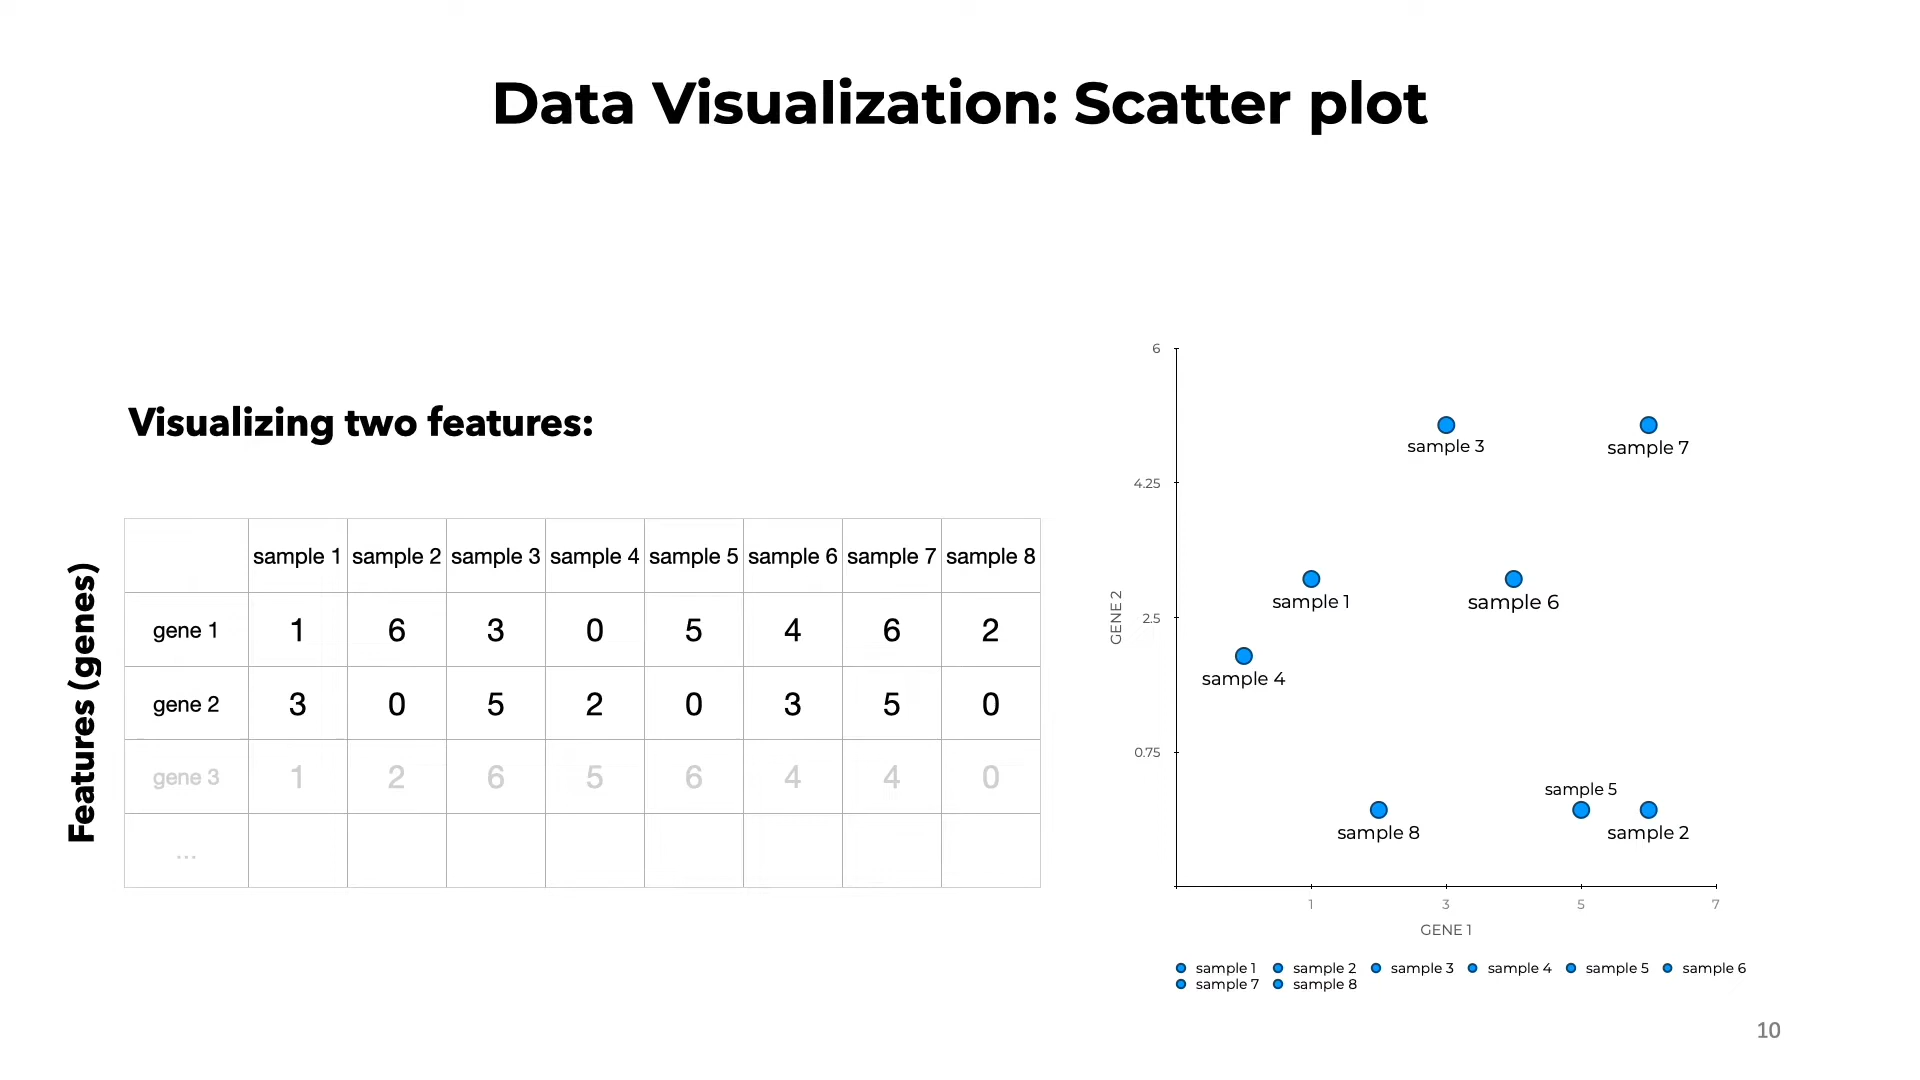 Data Visualization: Scatter plot
Visualizing two features:
Features (genes)
sample 1 sample 2 sample 3 sample 4 sample 5 sample 6 sample 7 sample 8
gene 1 1 6 3 0 5 4 6 2
gene 2 3 0 5 2 0 3 5 0
gene 3 1 2 6 5 6 4 4 0
...
6
4.25
2.5
0.75
GENE 2
sample 3
sample 7
sample 1
sample 6
sample 4
sample 5
sample 8
sample 2
1 3 5 7
GENE 1
sample 1 sample 2 sample 3 sample 4 sample 5 sample 6
sample 7 sample 8
10